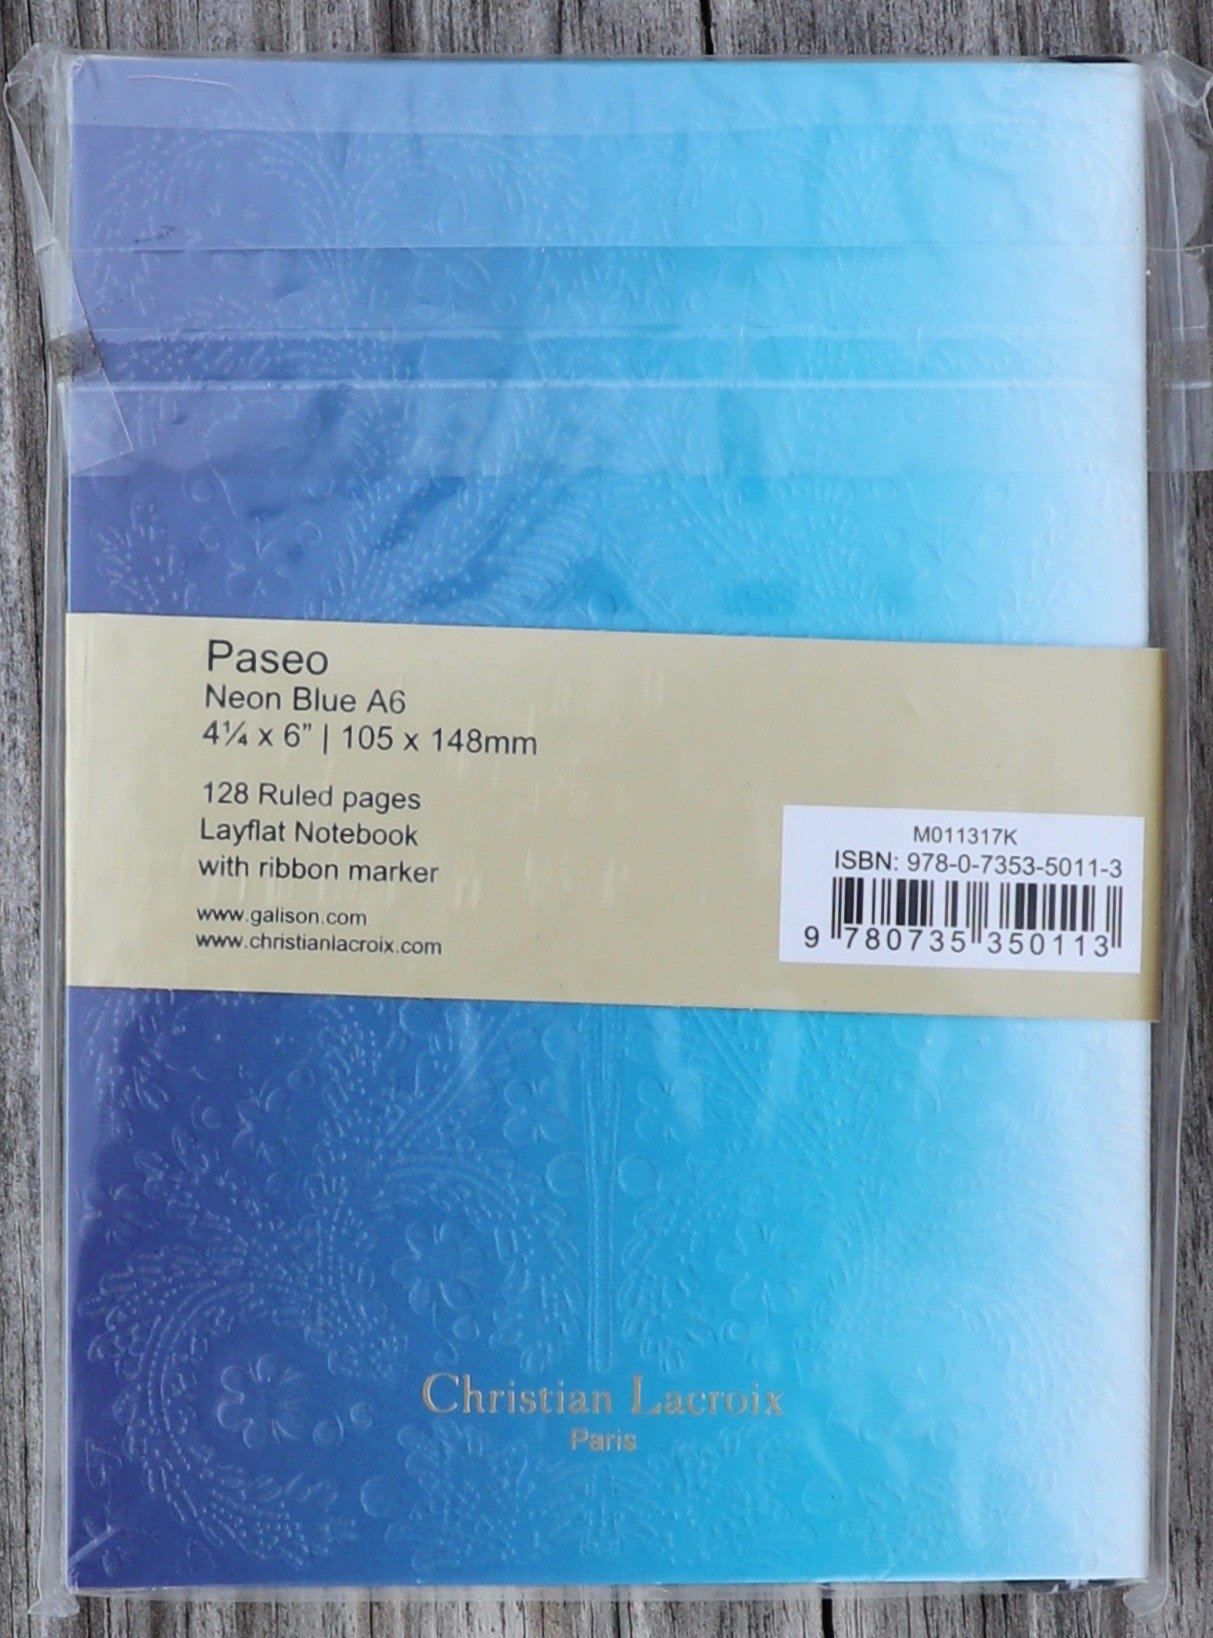 Paseo
Neon Blue A6
4¼ x 6” | 105 x 148mm
128 Ruled pages
Layflat Notebook
with ribbon marker
www.galison.com
www.christianlacroix.com
M011317K
ISBN: 978-0-7353-5011-3
9 780735 350113
Christian Lacroix
Paris